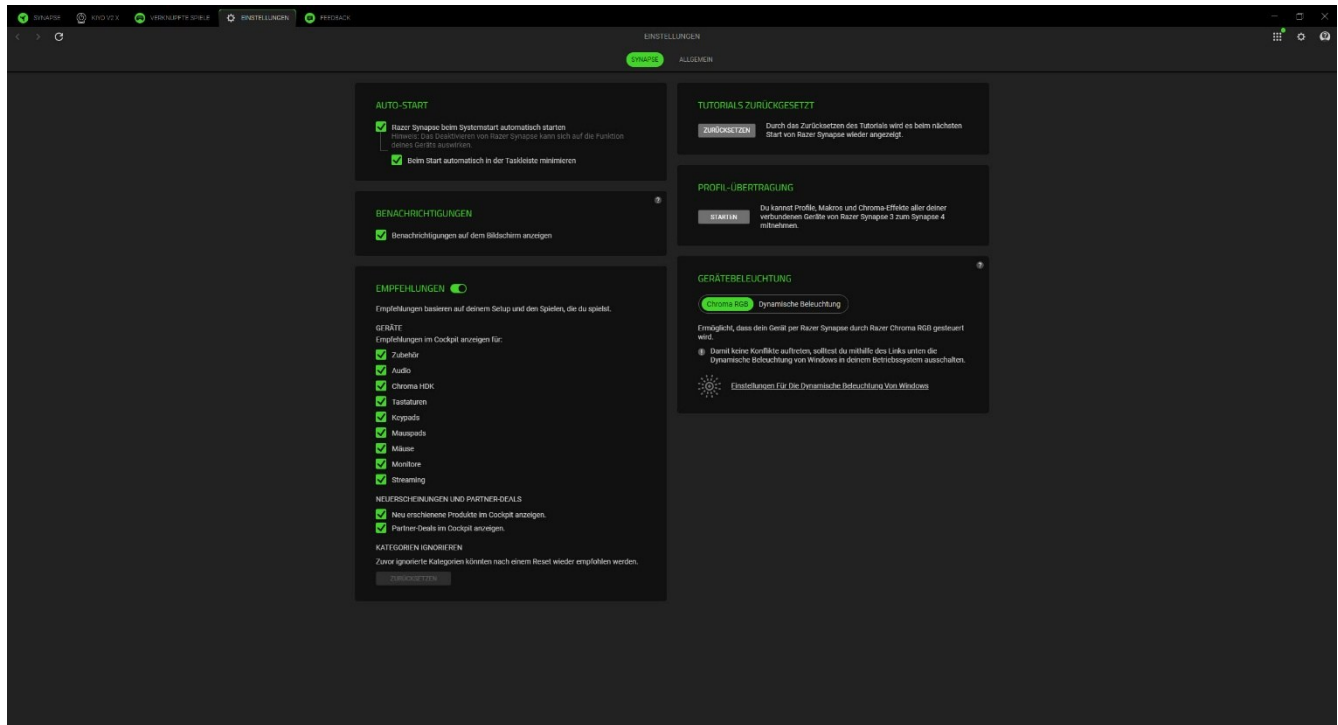 SYNAPSE
KIYO V2 X
VERKNÜPFTE SPIELE
EINSTELLUNGEN
FEEDBACK
EINSTELLUNGEN
SYNAPSE
ALLGEMEIN
AUTO-START
Razer Synapse beim Systemstart automatisch starten
Hinweis: Das Deaktivieren von Razer Synapse kann sich auf die Funktion
deines Geräts auswirken.
Beim Start automatisch in der Taskleiste minimieren
BENACHRICHTIGUNGEN
Benachrichtigungen auf dem Bildschirm anzeigen
EMPFEHLUNGEN
Empfehlungen basieren auf deinem Setup und den Spielen, die du spielst.
GERÄTE
Empfehlungen im Cockpit anzeigen für:
Zubehör
Audio
Chroma HDK
Tastaturen
Keypads
Mauspads
Mäuse
Monitore
Streaming
NEUERSCHEINUNGEN UND PARTNER-DEALS
Neu erschienene Produkte im Cockpit anzeigen.
Partner-Deals im Cockpit anzeigen.
KATEGORIEN IGNORIEREN
Zuvor ignorierte Kategorien könnten nach einem Reset wieder empfohlen werden.
ZURÜCKSETZEN
TUTORIALS ZURÜCKGESETZT
ZURÜCKSETZEN
Durch das Zurücksetzen des Tutorials wird es beim nächsten
Start von Razer Synapse wieder angezeigt.
PROFIL-ÜBERTRAGUNG
STARTEN
Du kannst Profile, Makros und Chroma-Effekte aller deiner
verbundenen Geräte von Razer Synapse 3 zum Synapse 4
mitnehmen.
GERÄTEBELEUCHTUNG
Chroma RGB
Dynamische Beleuchtung
Ermöglicht, dass dein Gerät per Razer Synapse durch Razer Chroma RGB gesteuert
wird.
Damit keine Konflikte auftreten, solltest du mithilfe des Links unten die
Dynamische Beleuchtung von Windows in deinem Betriebssystem ausschalten.
Einstellungen Für Die Dynamische Beleuchtung Von Windows